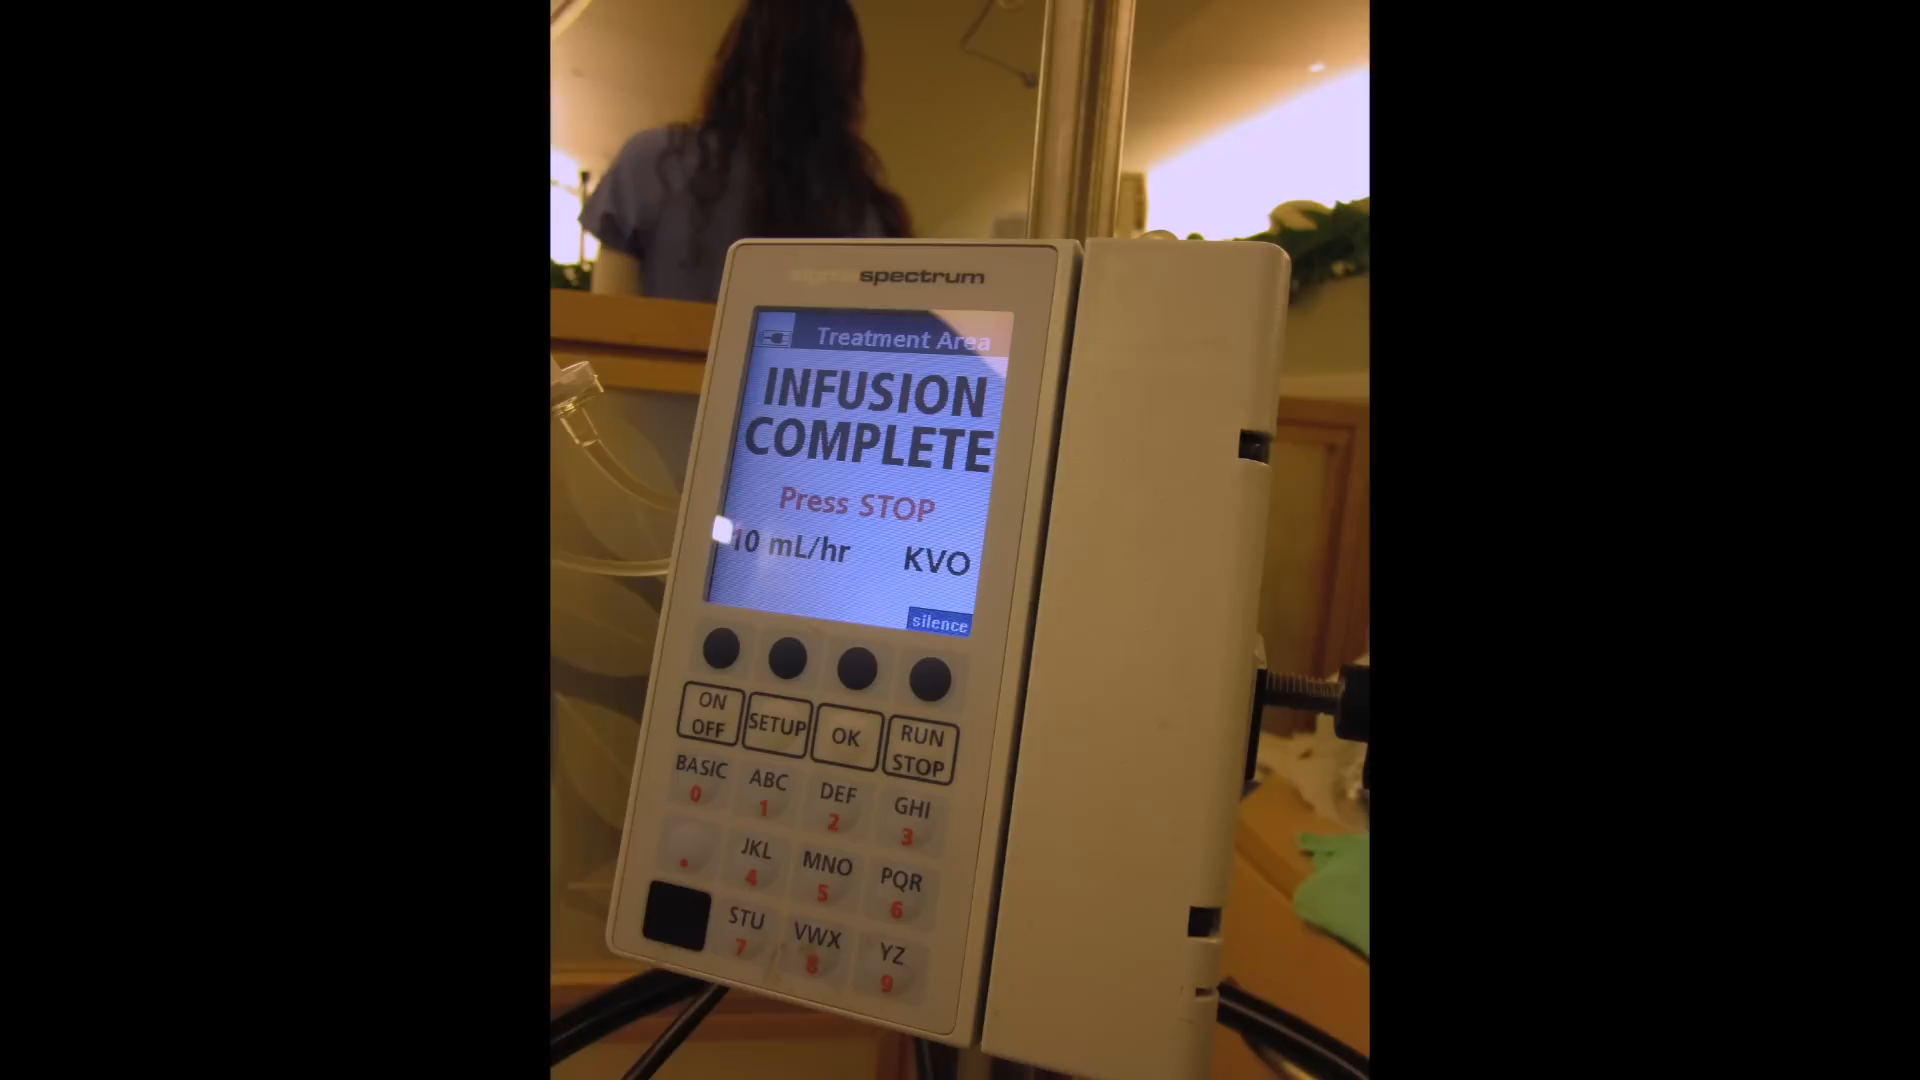 sigma spectrum
Treatment Area
INFUSION
COMPLETE
Press STOP
10 mL/hr KVO
silence
ON OFF
SETUP
OK
RUN STOP
BASIC ABC DEF GHI
0 1 2 3
. JKL MNO PQR
4 5 6
STU VWX YZ
7 8 9